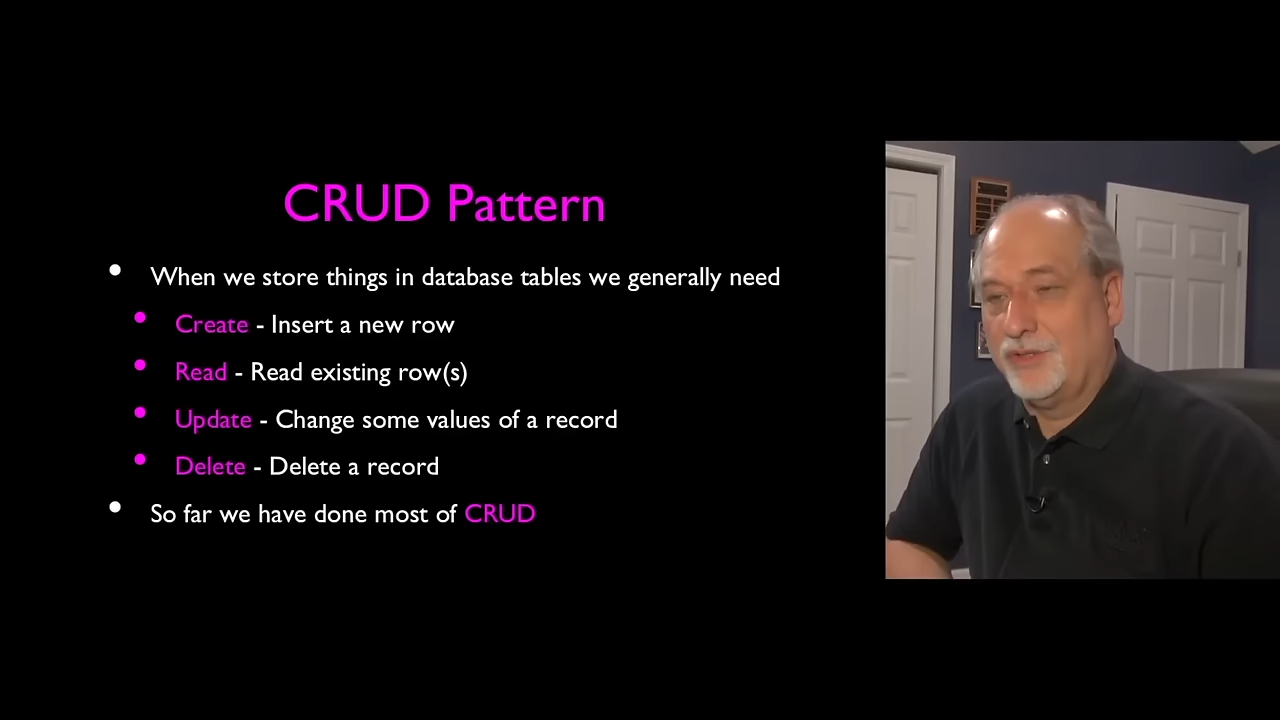 CRUD Pattern
When we store things in database tables we generally need
Create - Insert a new row
Read - Read existing row(s)
Update - Change some values of a record
Delete - Delete a record
So far we have done most of CRUD